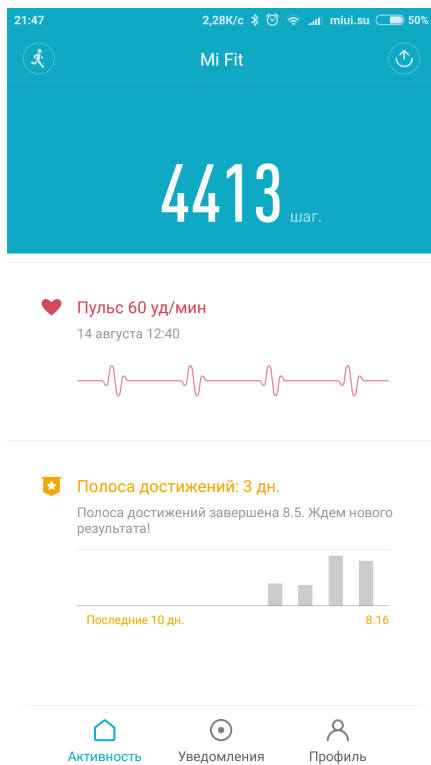 21:47
2,28К/с
miui.su
50%
Mi Fit
4413 шаг.
Пульс 60 уд/мин
14 августа 12:40
Полоса достижений: 3 дн.
Полоса достижений завершена 8.5. Ждем нового
результата!
Последние 10 дн.
8.16
Активность
Уведомления
Профиль